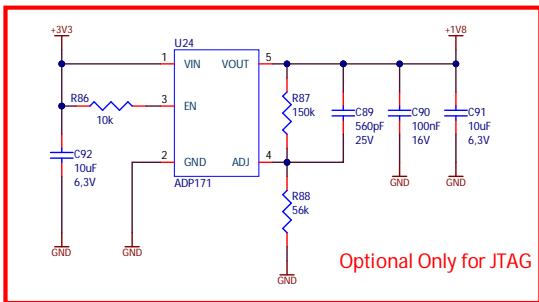 +3V3
+1V8
U24
1
VIN
VOUT
5
R86
10k
3
EN
R87
150k
C89
560pF
25V
C90
100nF
16V
C91
10uF
6,3V
C92
10uF
6,3V
2
GND
ADJ
4
ADP171
R88
56k
GND
GND
GND
GND
GND
Optional Only for JTAG